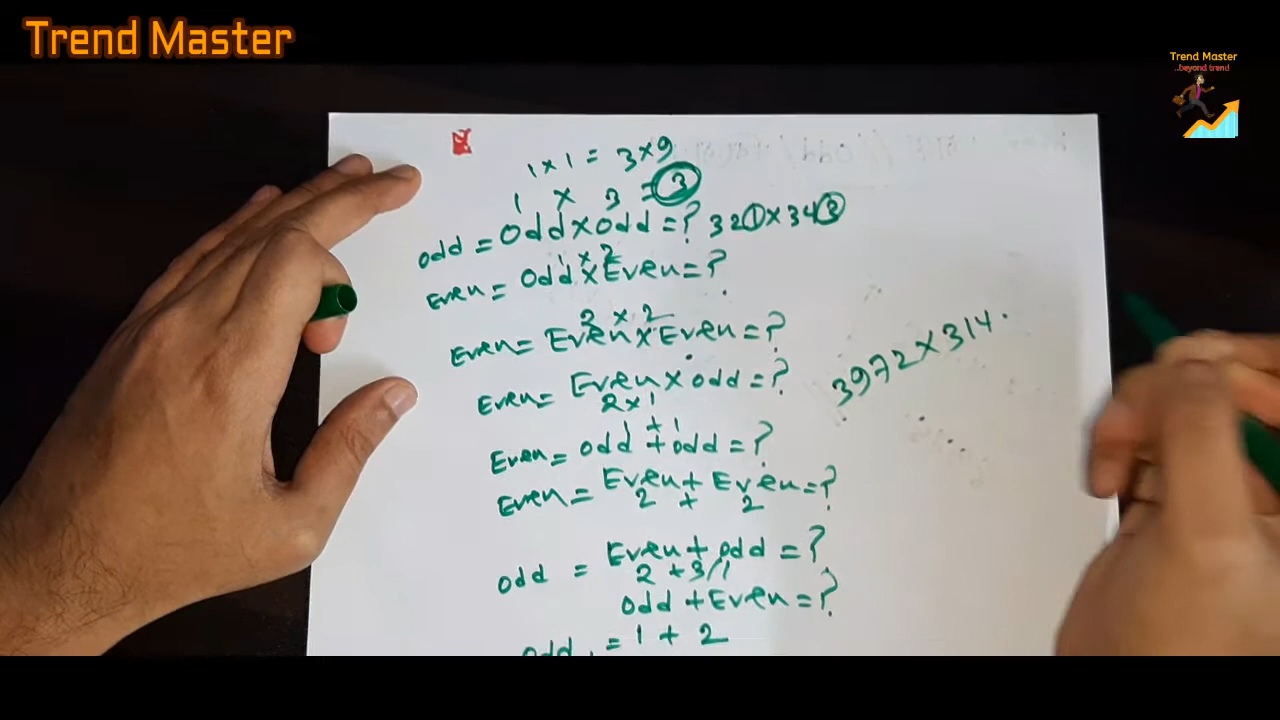 Trend Master
Trend Master
...beyond trend
1 x 1 = 3 x 9
1 x 3 = 3
odd = Odd x Odd = ? 321 x 343
1 x 2
Even = Odd x Even = ?
2 x 2
Even = Even x Even = ?
3972 x 314
Even = Even x odd = ?
2 x 1
1 + 1
Even = odd + odd = ?
Even = Even + Even = ?
2 + 2
odd = Even + odd = ?
2 + 3/1
odd + Even = ?
odd = 1 + 2